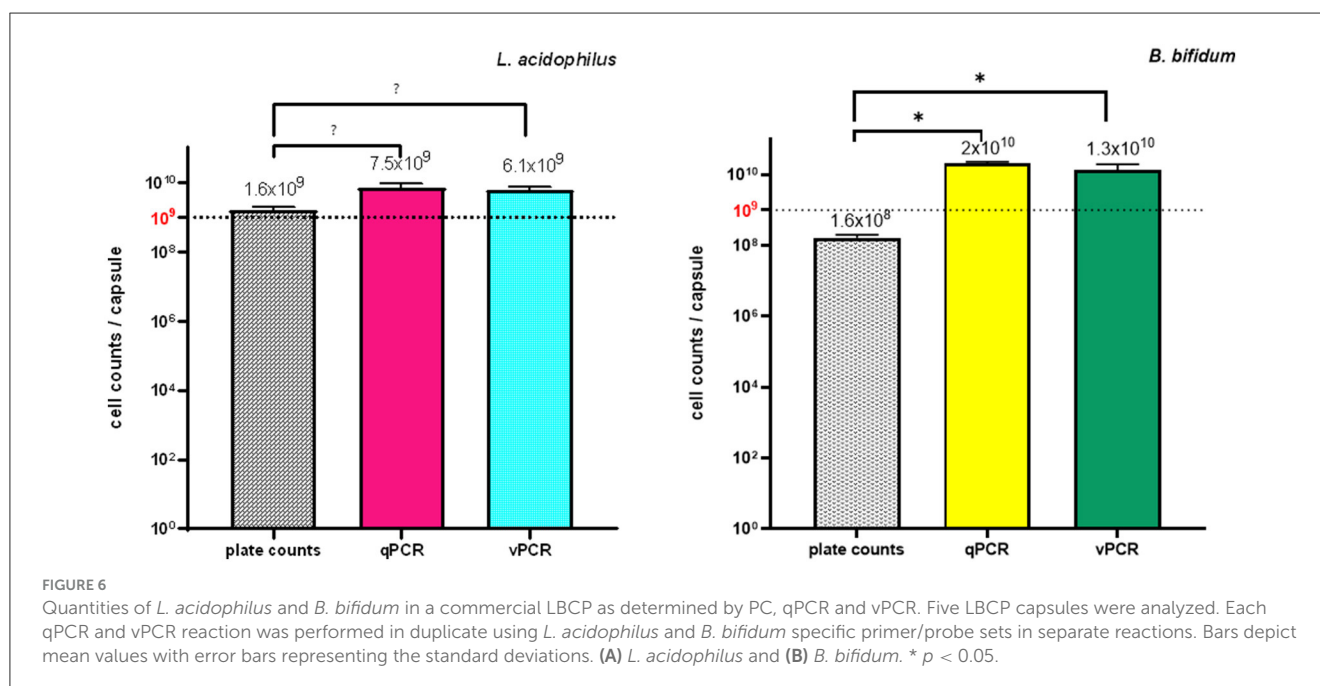 L. acidophilus
?
?
1.6x10⁹
7.5x10⁹
6.1x10⁹
cell counts / capsule
10¹⁰
10⁹
10⁸
10⁶
10⁴
10²
10⁰
plate counts qPCR vPCR
B. bifidum
*
*
1.6x10⁸
2x10¹⁰
1.3x10¹⁰
cell counts / capsule
10¹⁰
10⁹
10⁸
10⁶
10⁴
10²
10⁰
plate counts qPCR vPCR
FIGURE 6
Quantities of L. acidophilus and B. bifidum in a commercial LBCP as determined by PC, qPCR and vPCR. Five LBCP capsules were analyzed. Each
qPCR and vPCR reaction was performed in duplicate using L. acidophilus and B. bifidum specific primer/probe sets in separate reactions. Bars depict
mean values with error bars representing the standard deviations. (A) L. acidophilus and (B) B. bifidum. * p < 0.05.